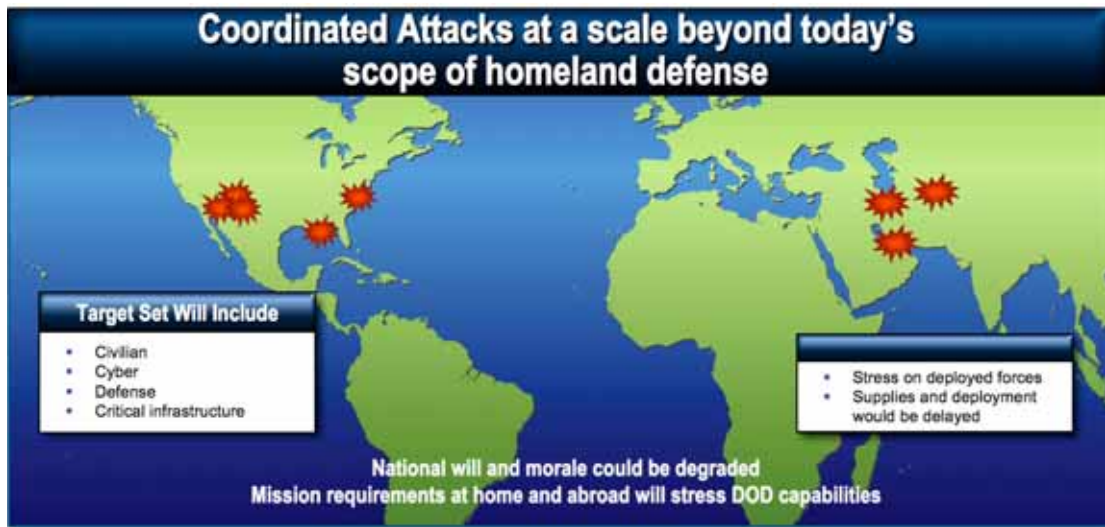 Coordinated Attacks at a scale beyond today's
scope of homeland defense
Target Set Will Include
Civilian
Cyber
Defense
Critical infrastructure
Stress on deployed forces
Supplies and deployment
would be delayed
National will and morale could be degraded
Mission requirements at home and abroad will stress DOD capabilities